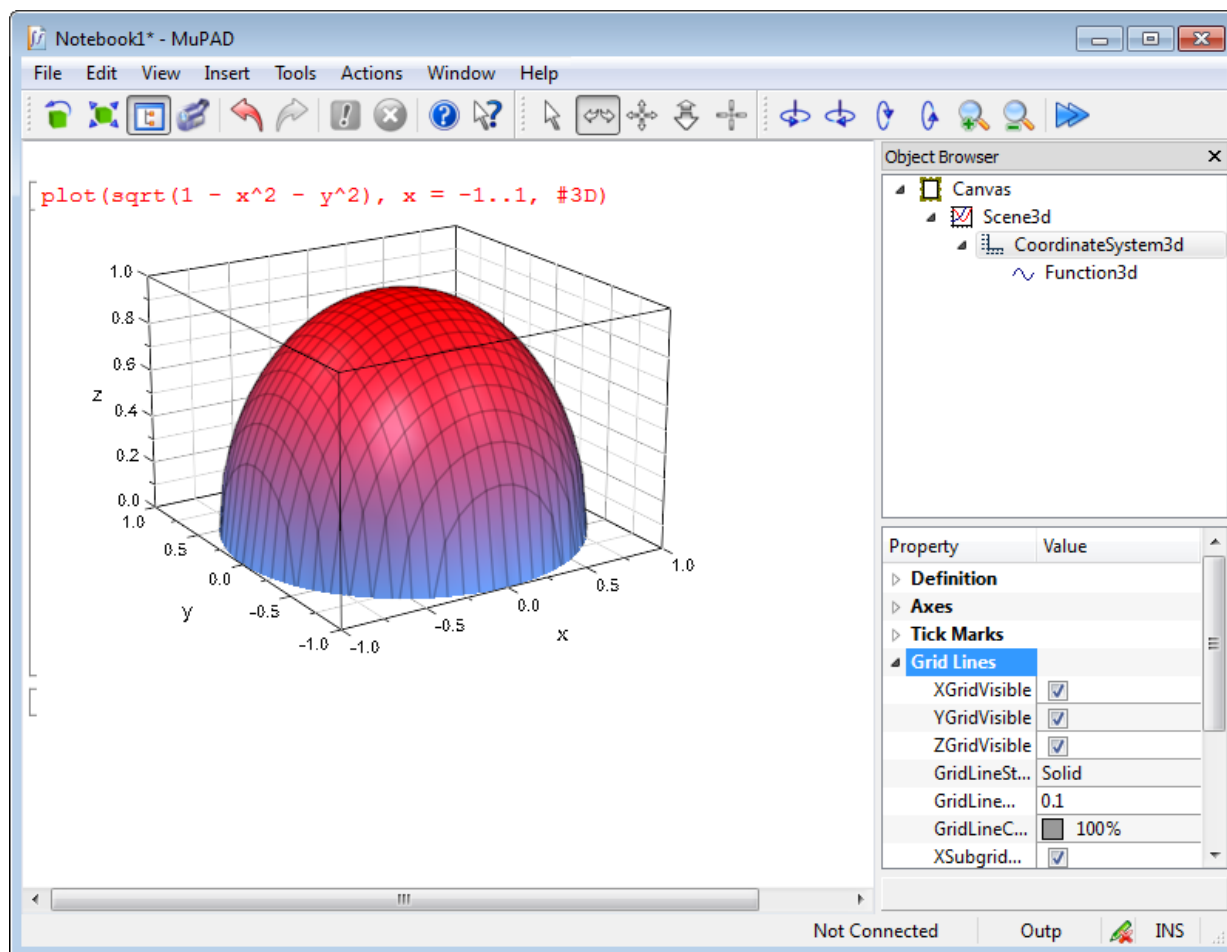 Notebook1* - MuPAD
File Edit View Insert Tools Actions Window Help
Object Browser
Canvas
Scene3d
CoordinateSystem3d
Function3d
plot(sqrt(1 - x^2 - y^2), x = -1..1, #3D)
1.0
0.8
0.6
z
0.4
0.2
0.0
1.0
0.5
0.0
y
-0.5
-1.0
-1.0
-0.5
0.0
x
0.5
1.0
Property Value
Definition
Axes
Tick Marks
Grid Lines
XGridVisible
YGridVisible
ZGridVisible
GridLineSt... Solid
GridLine... 0.1
GridLineC... 100%
XSubgrid...
Not Connected Outp INS